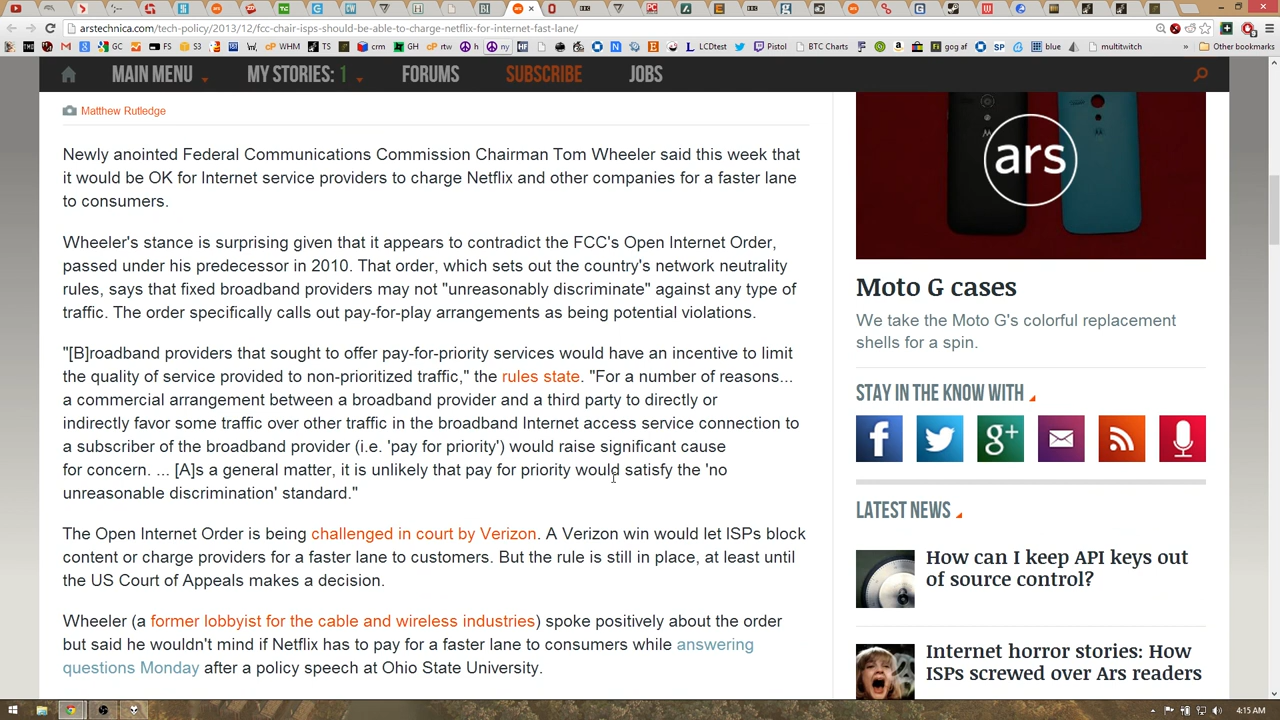 arstechnica.com/tech-policy/2013/12/fcc-chair-isps-should-be-able-to-charge-netflix-for-internet-fast-lane/
GC FS S3 WHM TS crm GH rtw h ny HF LCDtest Pistol BTC Charts gog af SP blue multitwitch » Other bookmarks
MAIN MENU MY STORIES: 1 FORUMS SUBSCRIBE JOBS
Matthew Rutledge
Newly anointed Federal Communications Commission Chairman Tom Wheeler said this week that
it would be OK for Internet service providers to charge Netflix and other companies for a faster lane
to consumers.
Wheeler's stance is surprising given that it appears to contradict the FCC's Open Internet Order,
passed under his predecessor in 2010. That order, which sets out the country's network neutrality
rules, says that fixed broadband providers may not "unreasonably discriminate" against any type of
traffic. The order specifically calls out pay-for-play arrangements as being potential violations.
"[B]roadband providers that sought to offer pay-for-priority services would have an incentive to limit
the quality of service provided to non-prioritized traffic," the rules state. "For a number of reasons...
a commercial arrangement between a broadband provider and a third party to directly or
indirectly favor some traffic over other traffic in the broadband Internet access service connection to
a subscriber of the broadband provider (i.e. 'pay for priority') would raise significant cause
for concern. ... [A]s a general matter, it is unlikely that pay for priority would satisfy the 'no
unreasonable discrimination' standard."
The Open Internet Order is being challenged in court by Verizon. A Verizon win would let ISPs block
content or charge providers for a faster lane to customers. But the rule is still in place, at least until
the US Court of Appeals makes a decision.
Wheeler (a former lobbyist for the cable and wireless industries) spoke positively about the order
but said he wouldn't mind if Netflix has to pay for a faster lane to consumers while answering
questions Monday after a policy speech at Ohio State University.
ars
Moto G cases
We take the Moto G's colorful replacement
shells for a spin.
STAY IN THE KNOW WITH
LATEST NEWS
How can I keep API keys out
of source control?
Internet horror stories: How
ISPs screwed over Ars readers
4:15 AM